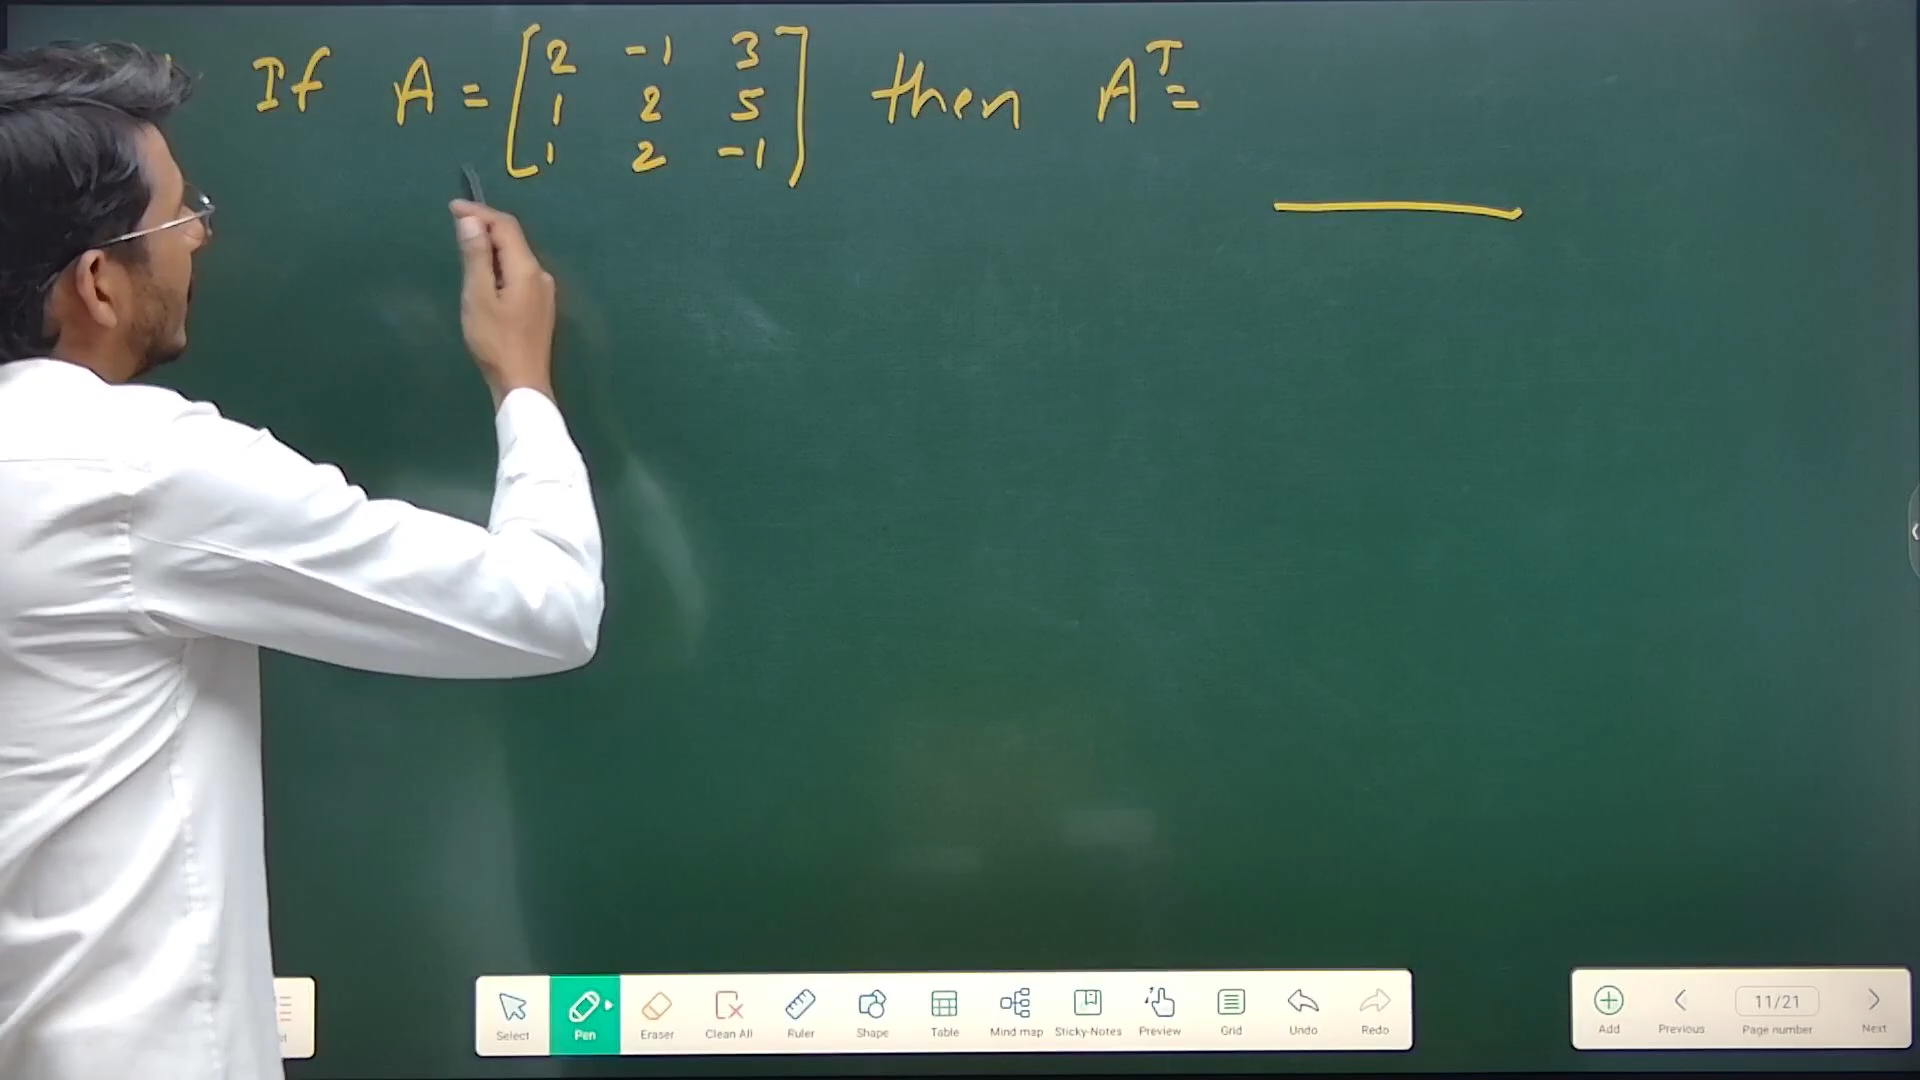 If A = [2 -1 3
1 2 5
1 2 -1] then Aᵀ =
Select Pen Eraser Clean All Ruler Shape Table Mind map Sticky-Notes Preview Grid Undo Redo
Add Previous 11/21 Page number Next